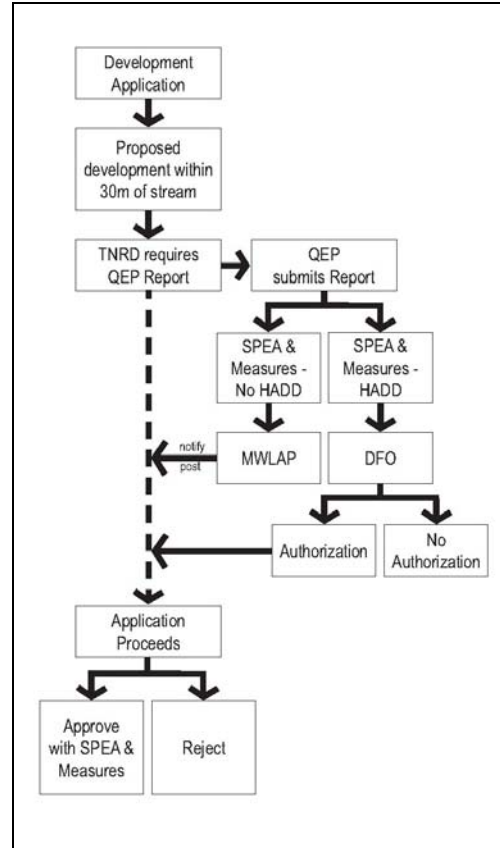 Development
Application
Proposed
development within
30m of stream
TNRD requires
QEP Report
QEP
submits Report
SPEA &
Measures -
No HADD
SPEA &
Measures -
HADD
notify
post
MWLAP
DFO
Authorization
No
Authorization
Application
Proceeds
Approve
with SPEA &
Measures
Reject